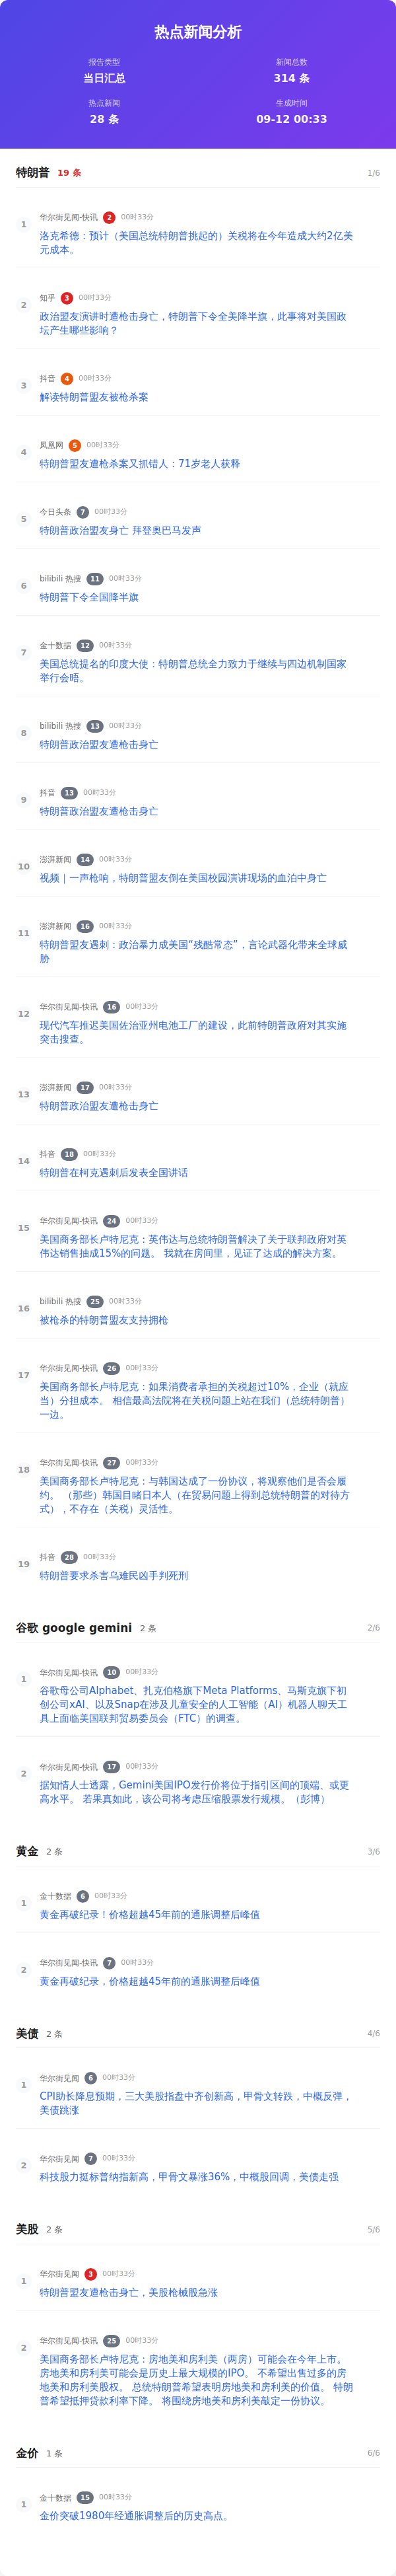 热点新闻分析
报告类型
新闻总数
当日汇总
314 条
热点新闻
生成时间
28 条
09-12 00:33
特朗普 19 条 1/6
1
华尔街见闻-快讯 2 00时33分
洛克希德：预计（美国总统特朗普挑起的）关税将在今年造成大约2亿美
元成本。
2
知乎 3 00时33分
政治盟友演讲时遭枪击身亡，特朗普下令全美降半旗，此事将对美国政
坛产生哪些影响？
3
抖音 4 00时33分
解读特朗普盟友被枪杀案
4
凤凰网 5 00时33分
特朗普盟友遭枪杀案又抓错人：71岁老人获释
5
今日头条 7 00时33分
特朗普政治盟友身亡 拜登奥巴马发声
6
bilibili 热搜 11 00时33分
特朗普下令全国降半旗
7
金十数据 12 00时33分
美国总统提名的印度大使：特朗普总统全力致力于继续与四边机制国家
举行会晤。
8
bilibili 热搜 13 00时33分
特朗普政治盟友遭枪击身亡
9
抖音 13 00时33分
特朗普政治盟友遭枪击身亡
10
澎湃新闻 14 00时33分
视频｜一声枪响，特朗普盟友倒在美国校园演讲现场的血泊中身亡
11
澎湃新闻 16 00时33分
特朗普盟友遇刺：政治暴力成美国“残酷常态”，言论武器化带来全球威
胁
12
华尔街见闻-快讯 16 00时33分
现代汽车推迟美国佐治亚州电池工厂的建设，此前特朗普政府对其实施
突击搜查。
13
澎湃新闻 17 00时33分
特朗普政治盟友遭枪击身亡
14
抖音 18 00时33分
特朗普在柯克遇刺后发表全国讲话
15
华尔街见闻-快讯 24 00时33分
美国商务部长卢特尼克：英伟达与总统特朗普解决了关于联邦政府对英
伟达销售抽成15%的问题。 我就在房间里，见证了达成的解决方案。
16
bilibili 热搜 25 00时33分
被枪杀的特朗普盟友支持拥枪
17
华尔街见闻-快讯 26 00时33分
美国商务部长卢特尼克：如果消费者承担的关税超过10%，企业（就应
当）分担成本。 相信最高法院将在关税问题上站在我们（总统特朗普）
一边。
18
华尔街见闻-快讯 27 00时33分
美国商务部长卢特尼克：与韩国达成了一份协议，将观察他们是否会履
约。 （那些）韩国目睹日本人（在贸易问题上得到总统特朗普的对待方
式），不存在（关税）灵活性。
19
抖音 28 00时33分
特朗普要求杀害乌难民凶手判死刑
谷歌 google gemini 2 条 2/6
1
华尔街见闻-快讯 10 00时33分
谷歌母公司Alphabet、扎克伯格旗下Meta Platforms、马斯克旗下初
创公司xAI、以及Snap在涉及儿童安全的人工智能（AI）机器人聊天工
具上面临美国联邦贸易委员会（FTC）的调查。
2
华尔街见闻-快讯 17 00时33分
据知情人士透露，Gemini美国IPO发行价将位于指引区间的顶端、或更
高水平。 若果真如此，该公司将考虑压缩股票发行规模。（彭博）
黄金 2 条 3/6
1
金十数据 6 00时33分
黄金再破纪录！价格超越45年前的通胀调整后峰值
2
华尔街见闻-快讯 7 00时33分
黄金再破纪录，价格超越45年前的通胀调整后峰值
美债 2 条 4/6
1
华尔街见闻 6 00时33分
CPI助长降息预期，三大美股指盘中齐创新高，甲骨文转跌，中概反弹，
美债跳涨
2
华尔街见闻 7 00时33分
科技股力挺标普纳指新高，甲骨文暴涨36%，中概股回调，美债走强
美股 2 条 5/6
1
华尔街见闻 3 00时33分
特朗普盟友遭枪击身亡，美股枪械股急涨
2
华尔街见闻-快讯 25 00时33分
美国商务部长卢特尼克：房地美和房利美（两房）可能会在今年上市。
房地美和房利美可能会是历史上最大规模的IPO。 不希望出售过多的房
地美和房利美股权。 总统特朗普希望表明房地美和房利美的价值。 特朗
普希望抵押贷款利率下降。 将围绕房地美和房利美敲定一份协议。
金价 1 条 6/6
1
金十数据 15 00时33分
金价突破1980年经通胀调整后的历史高点。